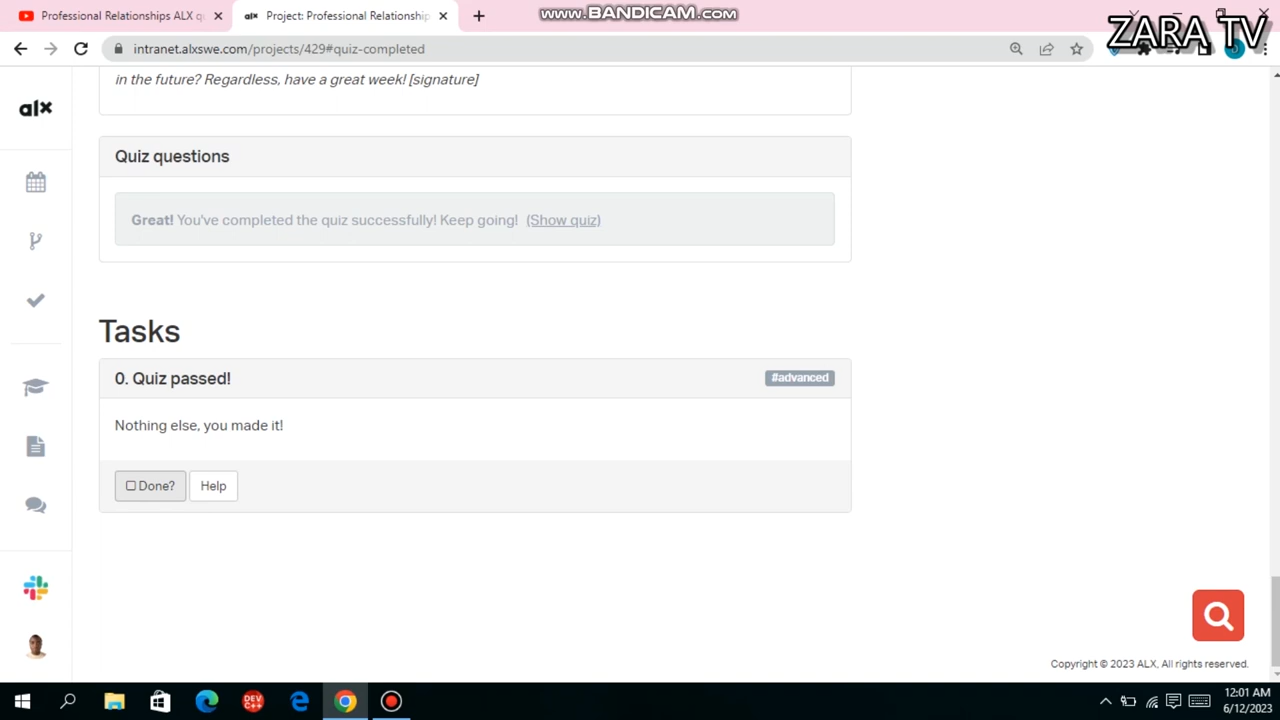 www.BANDICAM.com
ZARA TV
Professional Relationships ALX qu
alx Project: Professional Relationship
intranet.alxswe.com/projects/429#quiz-completed
alx
in the future? Regardless, have a great week! [signature]
Quiz questions
Great! You've completed the quiz successfully! Keep going! (Show quiz)
Tasks
0. Quiz passed!
#advanced
Nothing else, you made it!
Done?
Help
Copyright © 2023 ALX, All rights reserved.
DEV
C++
12:01 AM
6/12/2023